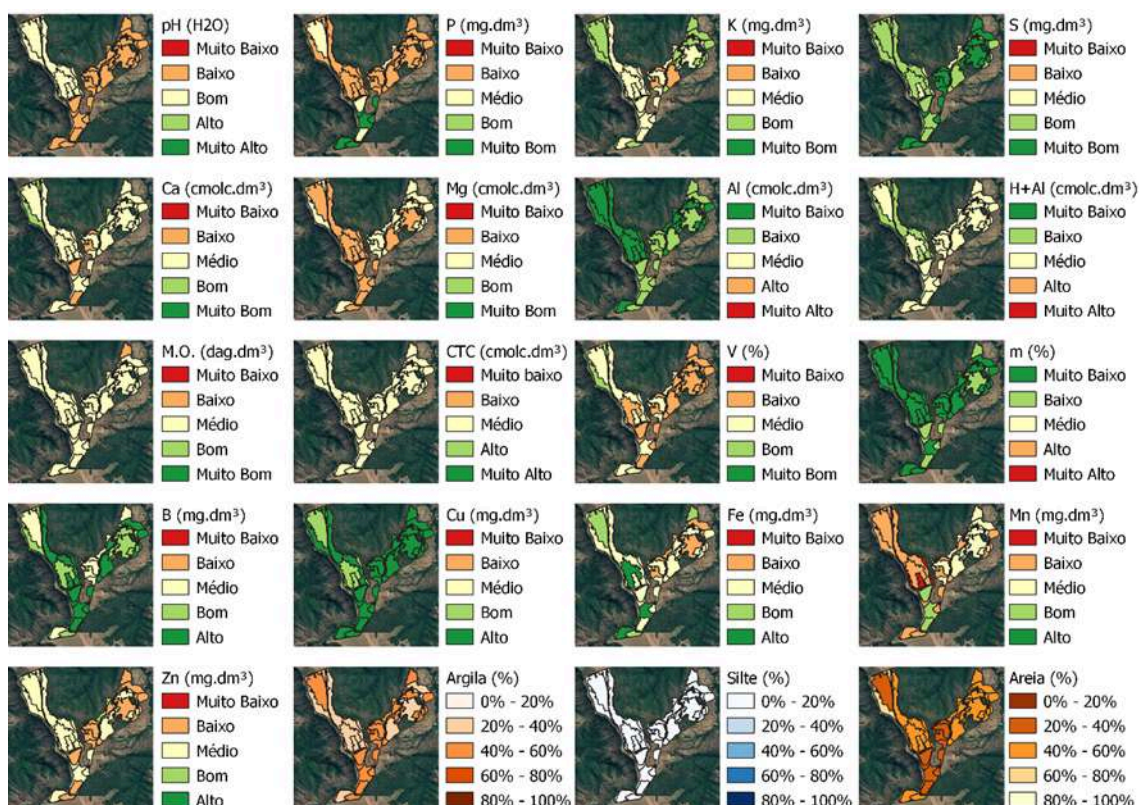 pH (H2O)
Muito Baixo
Baixo
Bom
Alto
Muito Alto
P (mg.dm³)
Muito Baixo
Baixo
Médio
Bom
Muito Bom
K (mg.dm³)
Muito Baixo
Baixo
Médio
Bom
Muito Bom
S (mg.dm³)
Muito Baixo
Baixo
Médio
Bom
Muito Bom
Ca (cmolc.dm³)
Muito Baixo
Baixo
Médio
Bom
Muito Bom
Mg (cmolc.dm³)
Muito Baixo
Baixo
Médio
Bom
Muito Bom
Al (cmolc.dm³)
Muito Baixo
Baixo
Médio
Alto
Muito Alto
H+Al (cmolc.dm³)
Muito Baixo
Baixo
Médio
Alto
Muito Alto
M.O. (dag.dm³)
Muito Baixo
Baixo
Médio
Bom
Muito Bom
CTC (cmolc.dm³)
Muito baixo
Baixo
Médio
Alto
Muito Alto
V (%)
Muito Baixo
Baixo
Médio
Bom
Muito Bom
m (%)
Muito Baixo
Baixo
Médio
Alto
Muito Alto
B (mg.dm³)
Muito Baixo
Baixo
Médio
Bom
Alto
Cu (mg.dm³)
Muito Baixo
Baixo
Médio
Bom
Alto
Fe (mg.dm³)
Muito Baixo
Baixo
Médio
Bom
Alto
Mn (mg.dm³)
Muito Baixo
Baixo
Médio
Bom
Alto
Zn (mg.dm³)
Muito Baixo
Baixo
Médio
Bom
Alto
Argila (%)
0% - 20%
20% - 40%
40% - 60%
60% - 80%
80% - 100%
Silte (%)
0% - 20%
20% - 40%
40% - 60%
60% - 80%
80% - 100%
Areia (%)
0% - 20%
20% - 40%
40% - 60%
60% - 80%
80% - 100%